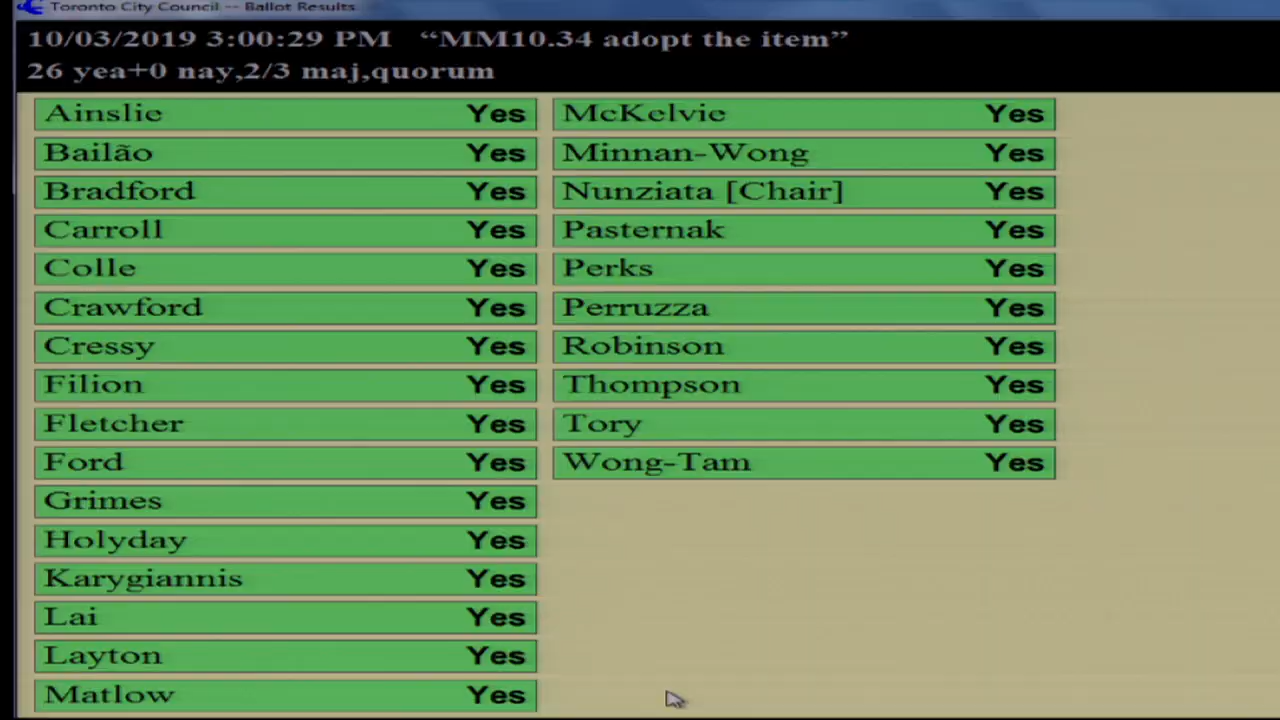 Toronto City Council -- Ballot Results
10/03/2019 3:00:29 PM “MM10.34 adopt the item”
26 yea+0 nay,2/3 maj,quorum
Ainslie Yes
Bailão Yes
Bradford Yes
Carroll Yes
Colle Yes
Crawford Yes
Cressy Yes
Filion Yes
Fletcher Yes
Ford Yes
Grimes Yes
Holyday Yes
Karygiannis Yes
Lai Yes
Layton Yes
Matlow Yes
McKelvie Yes
Minnan-Wong Yes
Nunziata [Chair] Yes
Pasternak Yes
Perks Yes
Perruzza Yes
Robinson Yes
Thompson Yes
Tory Yes
Wong-Tam Yes